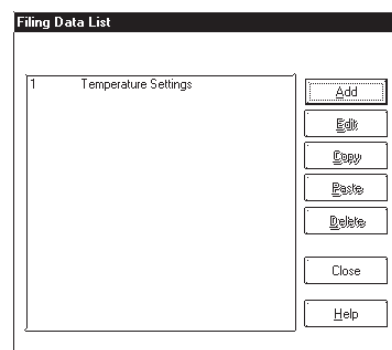 Filing Data List
1 Temperature Settings
Add
Edit
Copy
Paste
Delete
Close
Help